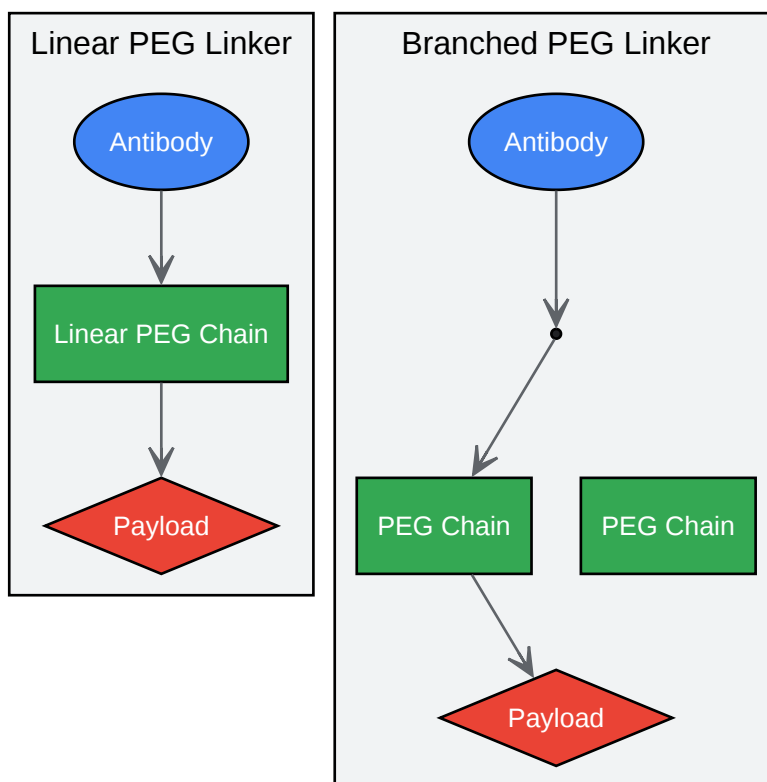 Linear PEG Linker
Antibody
Linear PEG Chain
Payload
Branched PEG Linker
Antibody
PEG Chain
PEG Chain
Payload